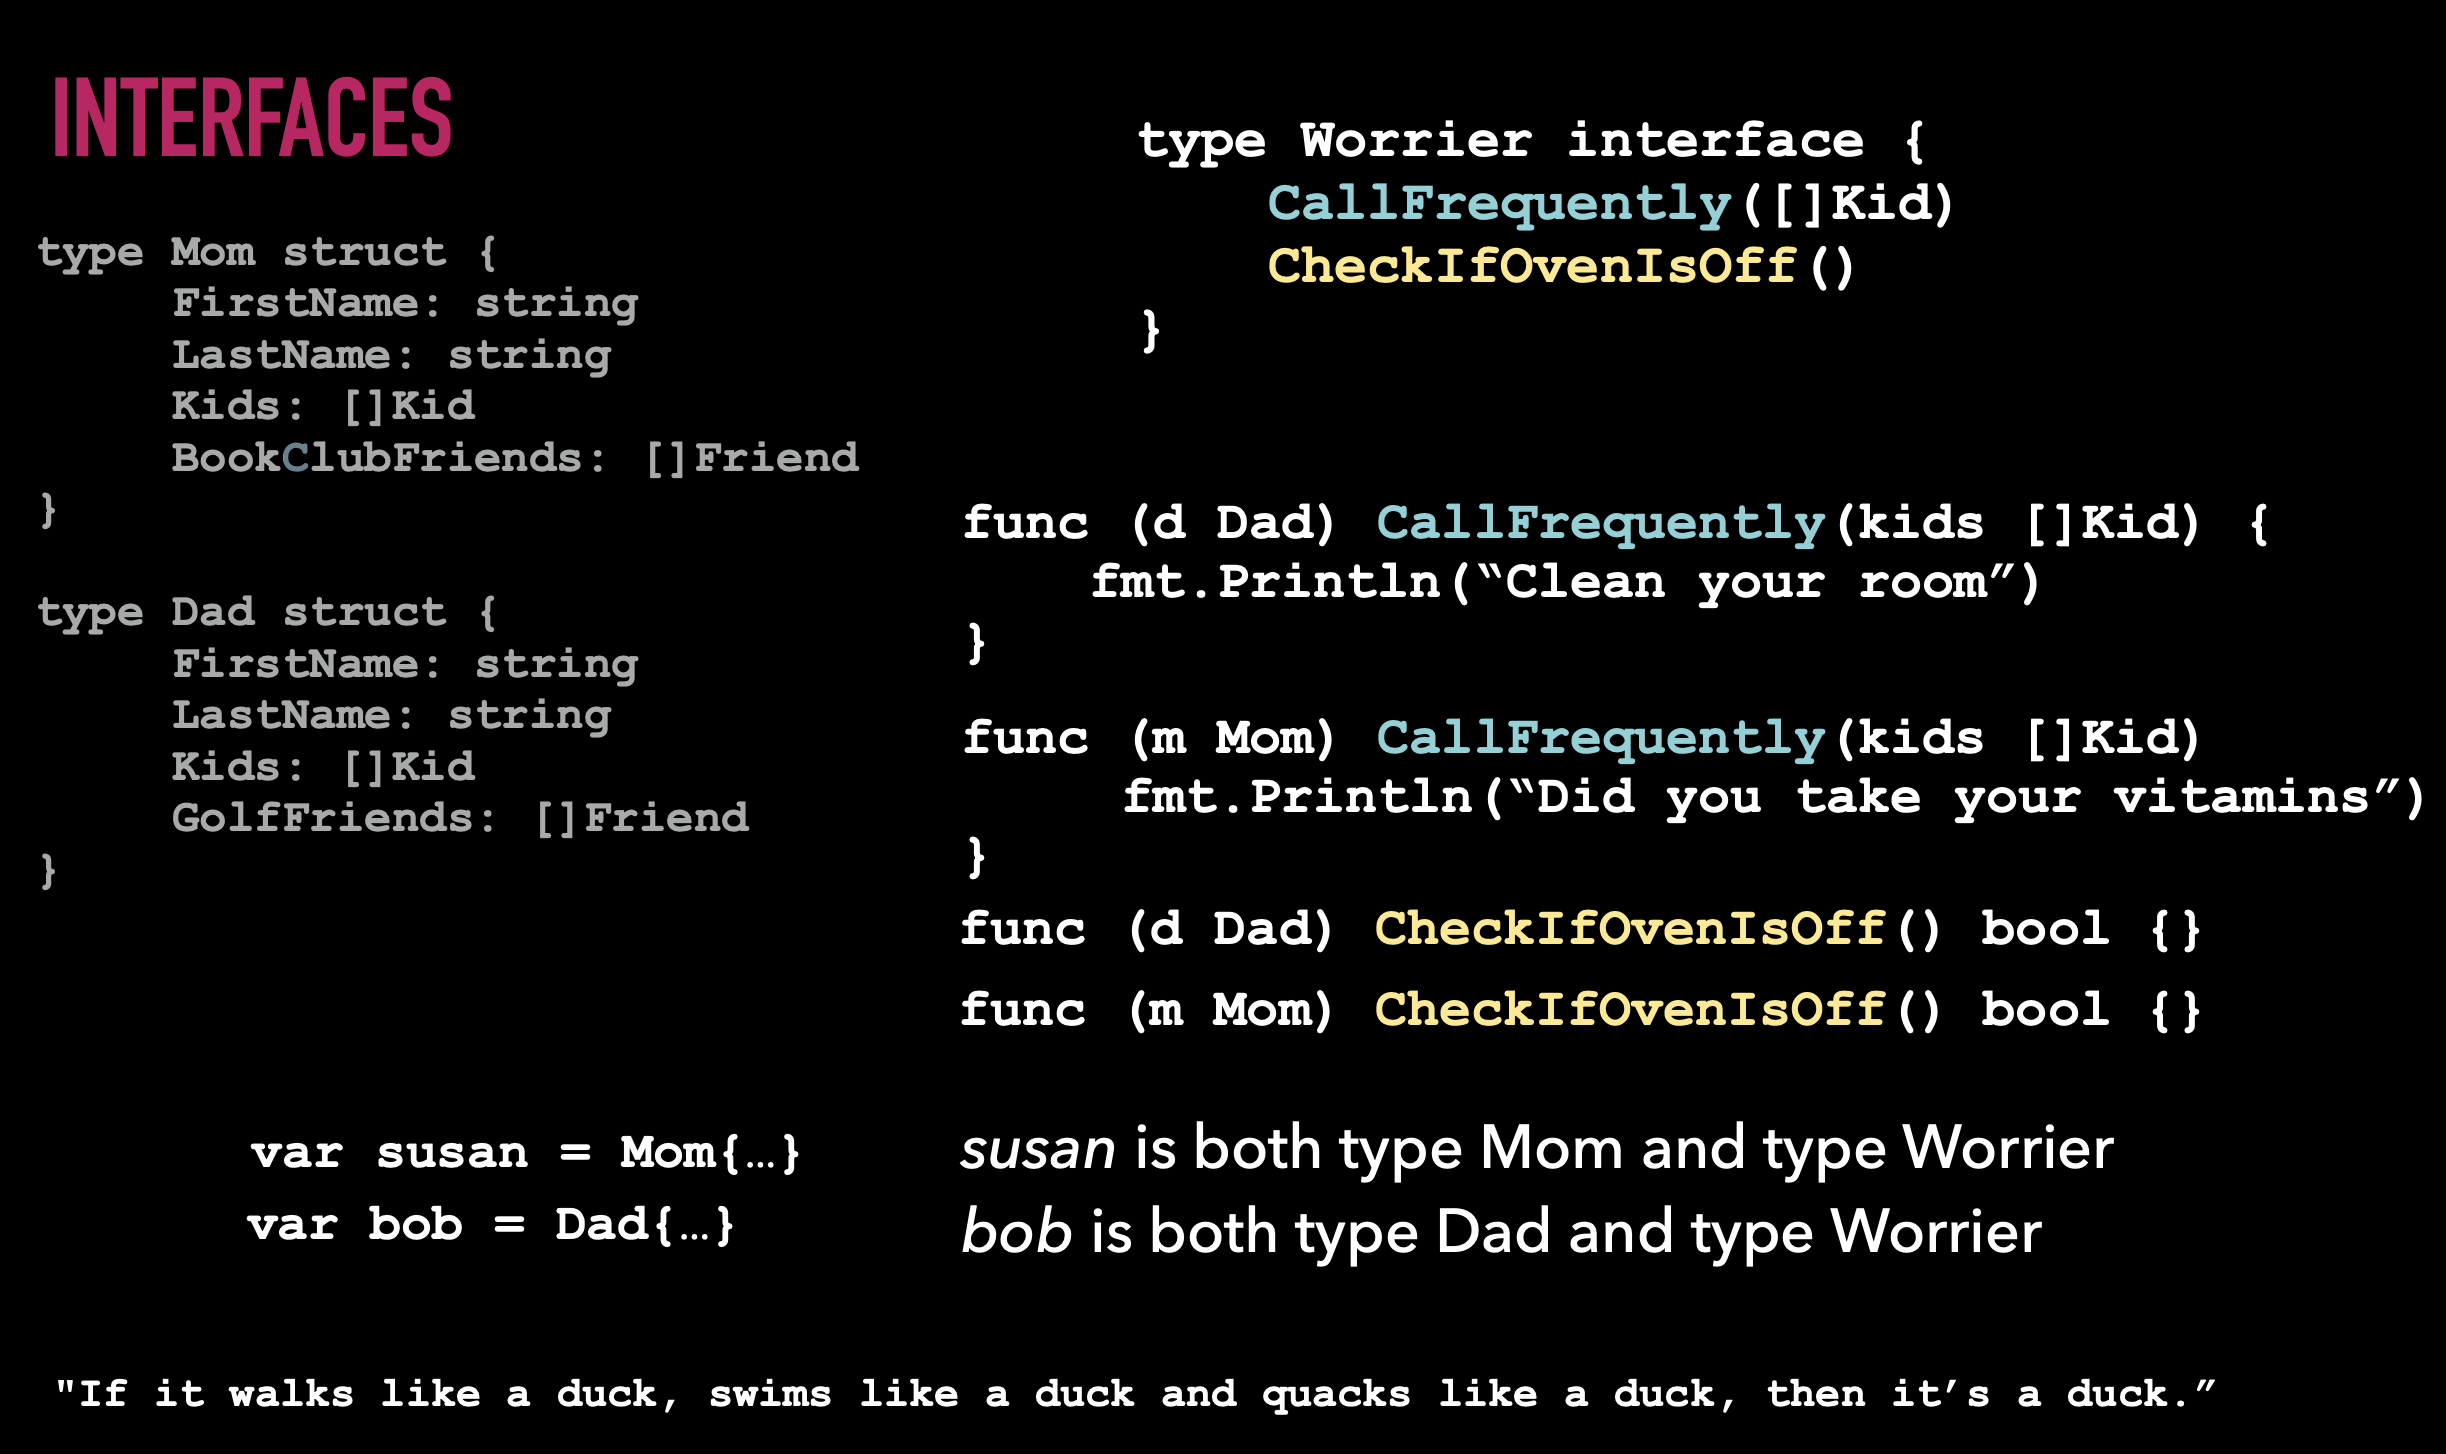 INTERFACES
type Mom struct {
FirstName: string
LastName: string
Kids: []Kid
BookClubFriends: []Friend
}
type Dad struct {
FirstName: string
LastName: string
Kids: []Kid
GolfFriends: []Friend
}
type Worrier interface {
CallFrequently([]Kid)
CheckIfOvenIsOff()
}
func (d Dad) CallFrequently(kids []Kid) {
fmt.Println(“Clean your room”)
}
func (m Mom) CallFrequently(kids []Kid)
fmt.Println(“Did you take your vitamins”)
}
func (d Dad) CheckIfOvenIsOff() bool {}
func (m Mom) CheckIfOvenIsOff() bool {}
var susan = Mom{…}
var bob = Dad{…}
susan is both type Mom and type Worrier
bob is both type Dad and type Worrier
"If it walks like a duck, swims like a duck and quacks like a duck, then it’s a duck.”